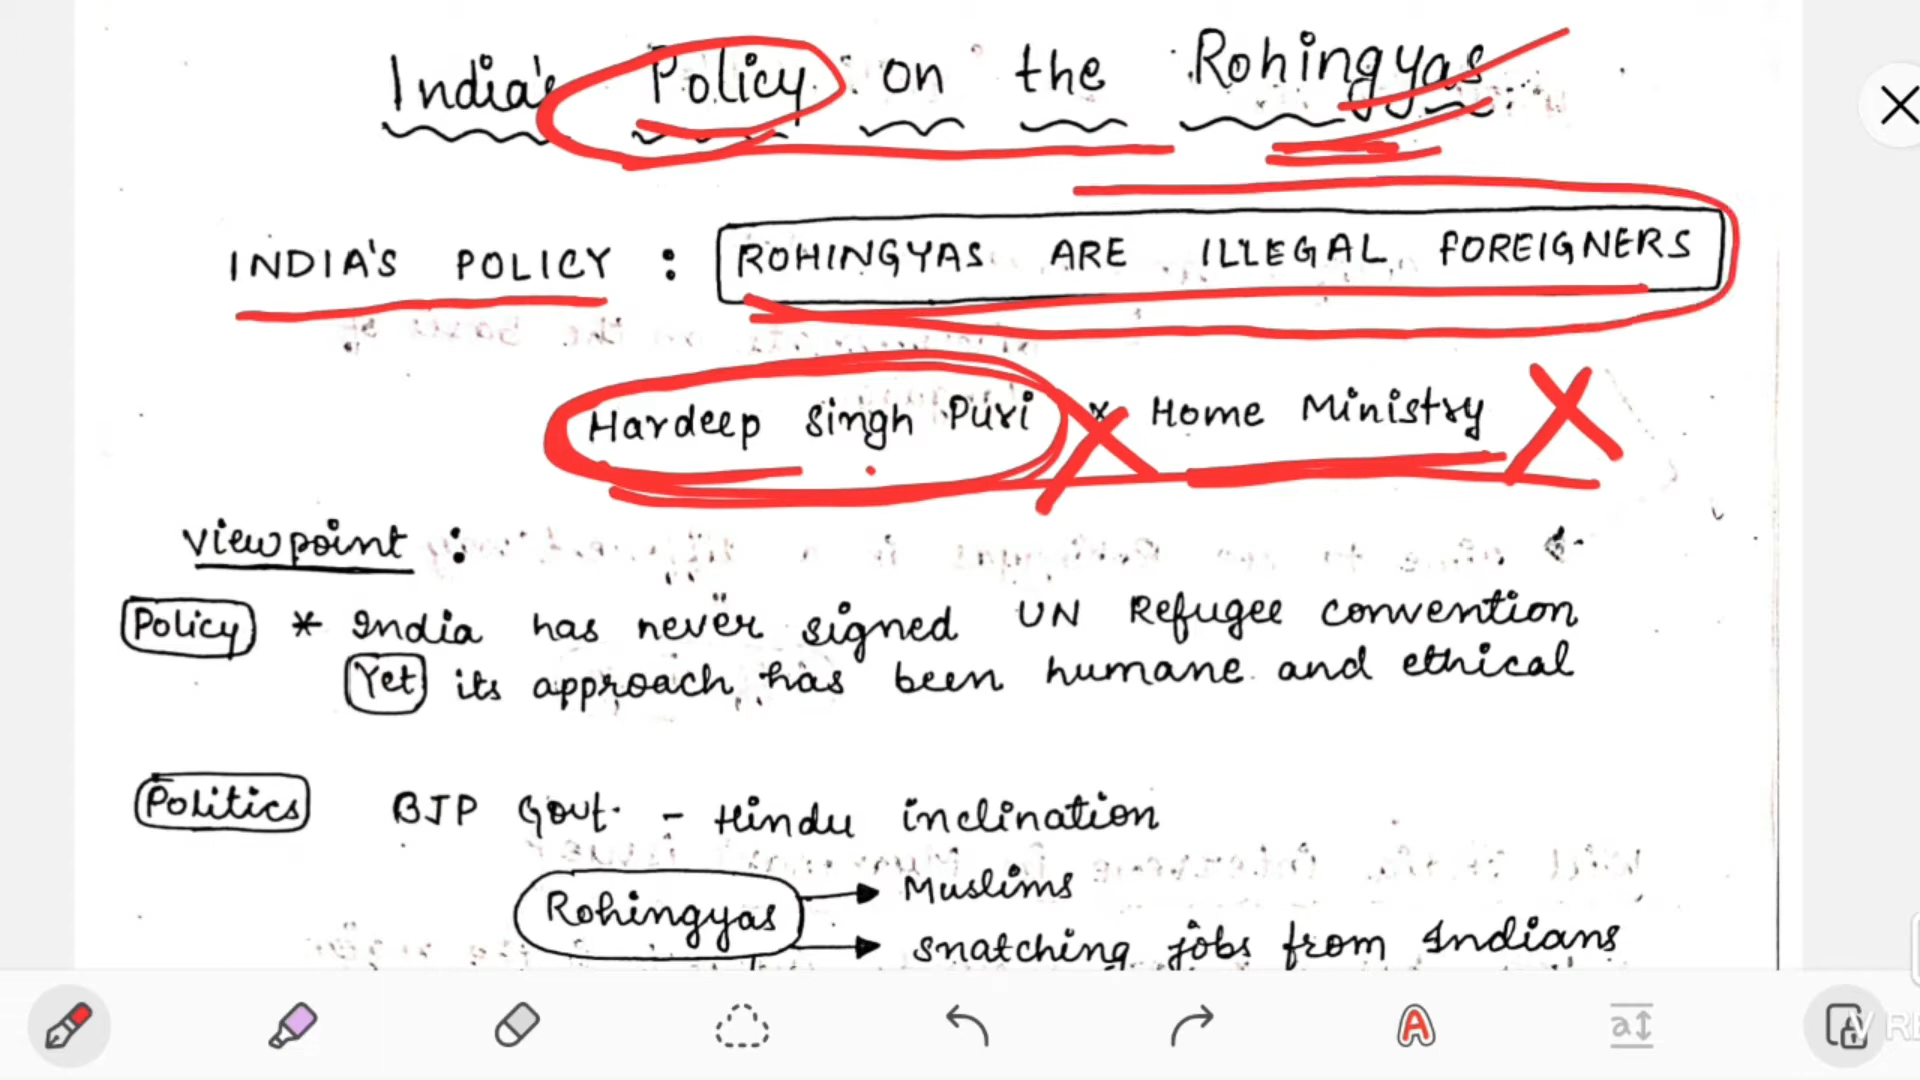 India's Policy on the Rohingyas
INDIA'S POLICY : ROHINGYAS ARE ILLEGAL FOREIGNERS
Hardeep Singh Puri x Home Ministry
Viewpoint :
Policy * India has never signed UN Refugee convention
Yet its approach has been humane and ethical
Politics BJP Govt. - Hindu inclination
Rohingyas → Muslims
→ snatching jobs from Indians
A
a